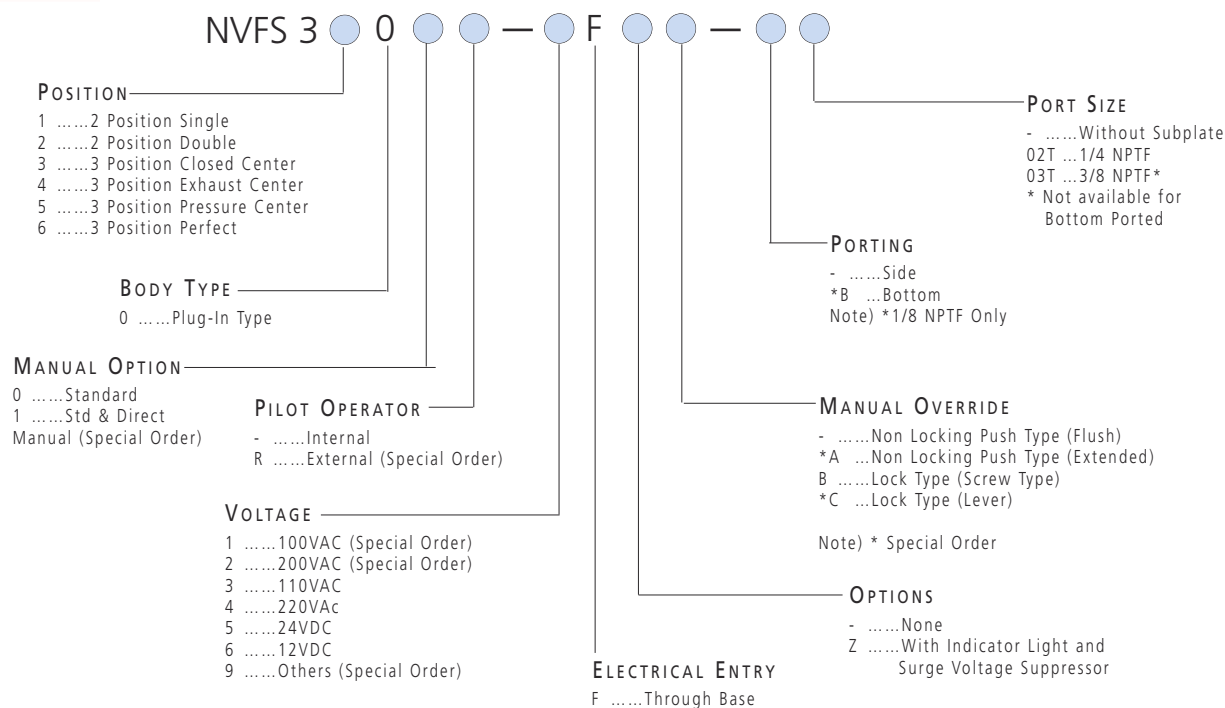 NVFS 3 0 — F —
POSITION
1 ......2 Position Single
2 ......2 Position Double
3 ......3 Position Closed Center
4 ......3 Position Exhaust Center
5 ......3 Position Pressure Center
6 ......3 Position Perfect
BODY TYPE
0 ......Plug-In Type
MANUAL OPTION
0 ......Standard
1 ......Std & Direct
Manual (Special Order)
PILOT OPERATOR
- ......Internal
R ......External (Special Order)
VOLTAGE
1 ......100VAC (Special Order)
2 ......200VAC (Special Order)
3 ......110VAC
4 ......220VAc
5 ......24VDC
6 ......12VDC
9 ......Others (Special Order)
ELECTRICAL ENTRY
F ......Through Base
OPTIONS
- ......None
Z ......With Indicator Light and
Surge Voltage Suppressor
MANUAL OVERRIDE
- ......Non Locking Push Type (Flush)
*A ...Non Locking Push Type (Extended)
B ......Lock Type (Screw Type)
*C ...Lock Type (Lever)
Note) * Special Order
PORTING
- ......Side
*B ...Bottom
Note) *1/8 NPTF Only
PORT SIZE
- ......Without Subplate
02T ...1/4 NPTF
03T ...3/8 NPTF*
* Not available for
Bottom Ported